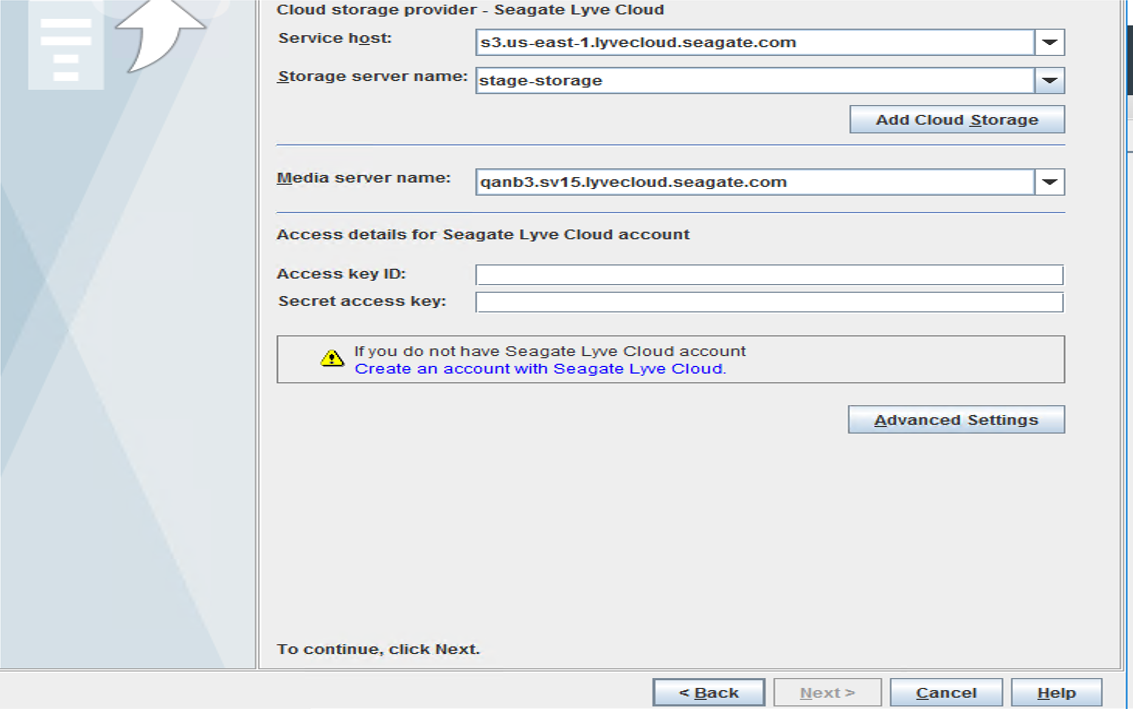 Cloud storage provider - Seagate Lyve Cloud
Service host: s3.us-east-1.lyvecloud.seagate.com
Storage server name: stage-storage
Add Cloud Storage
Media server name: qanb3.sv15.lyvecloud.seagate.com
Access details for Seagate Lyve Cloud account
Access key ID:
Secret access key:
If you do not have Seagate Lyve Cloud account
Create an account with Seagate Lyve Cloud.
Advanced Settings
To continue, click Next.
< Back Next > Cancel Help